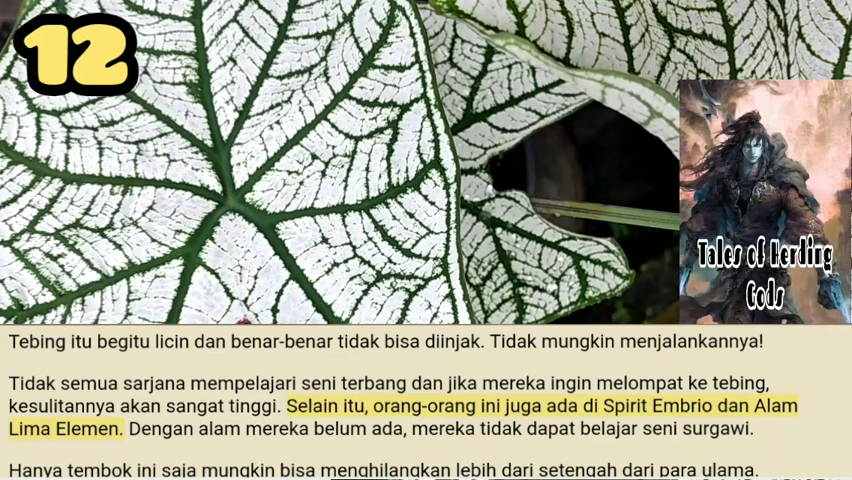 12
Tales of Herding
Gods
Tebing itu begitu licin dan benar-benar tidak bisa diinjak. Tidak mungkin menjalankannya!
Tidak semua sarjana mempelajari seni terbang dan jika mereka ingin melompat ke tebing,
kesulitannya akan sangat tinggi. Selain itu, orang-orang ini juga ada di Spirit Embrio dan Alam
Lima Elemen. Dengan alam mereka belum ada, mereka tidak dapat belajar seni surgawi.
Hanya tembok ini saja mungkin bisa menghilangkan lebih dari setengah dari para ulama.